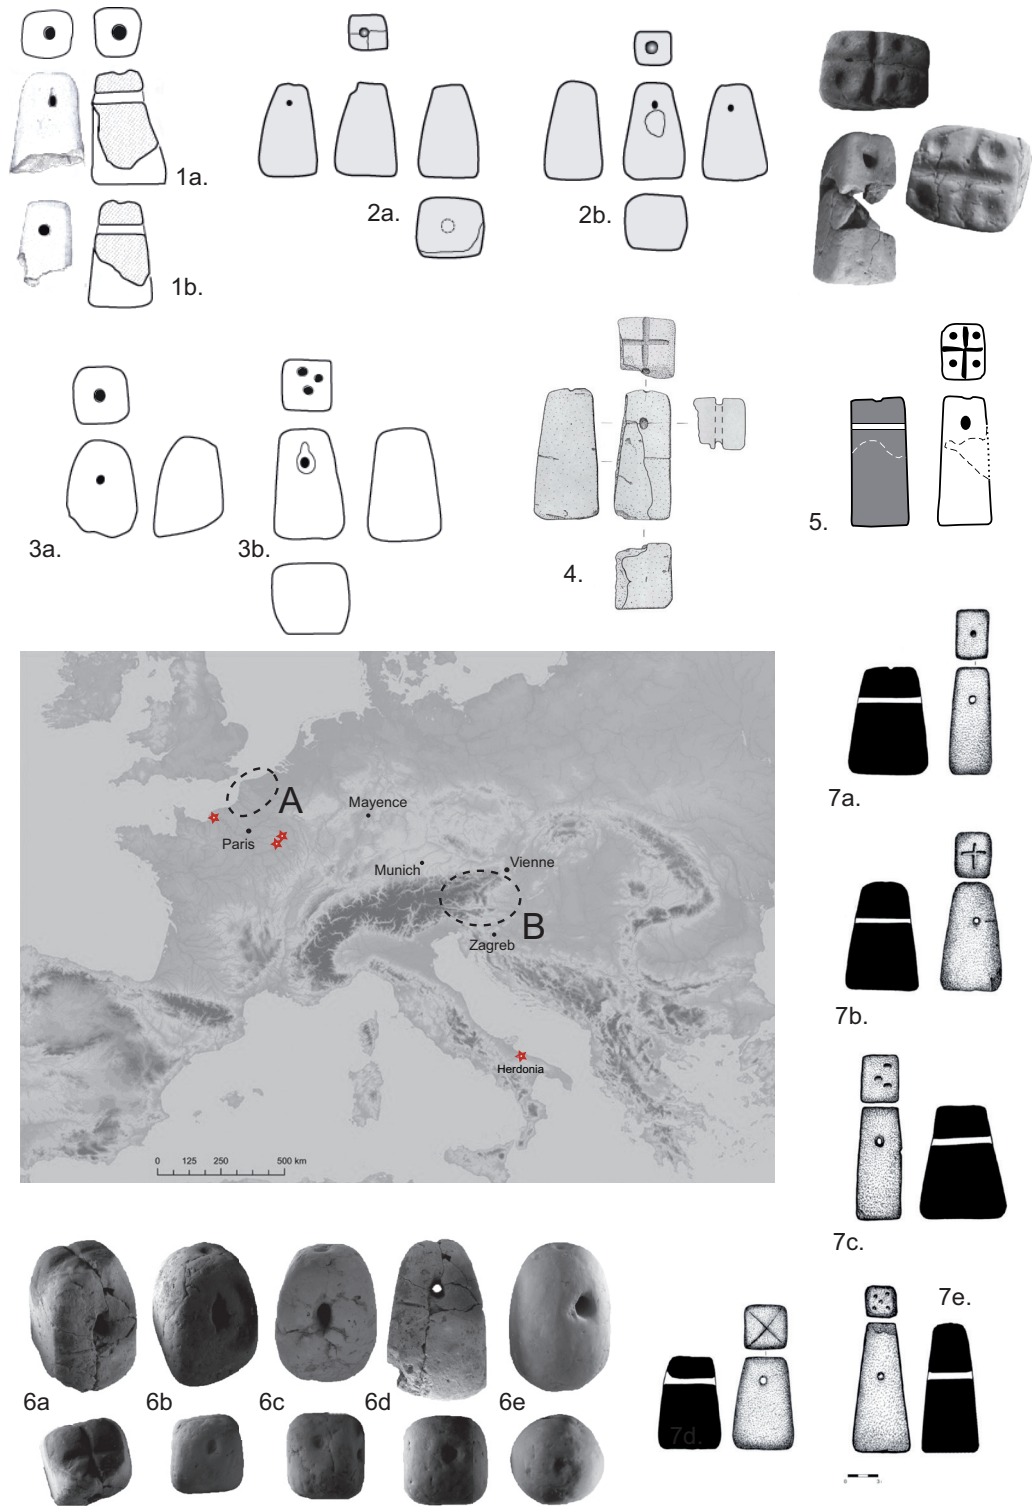 1a.
2a.
2b.
1b.
3a.
3b.
4.
5.
7a.
A
Mayence
Paris
Munich
Vienne
B
Zagreb
7b.
Herdonia
0 125 250 500 km
7c.
7e.
6a 6b 6c 6d 6e
7d.
0